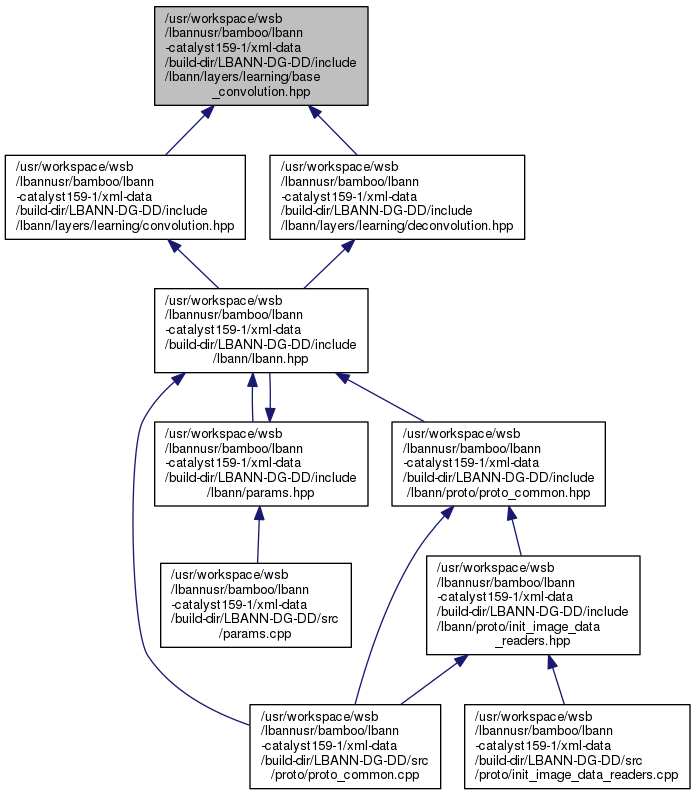 /usr/workspace/wsb
/lbannusr/bamboo/lbann
-catalyst159-1/xml-data
/build-dir/LBANN-DG-DD/include
/lbann/layers/learning/base
_convolution.hpp
/usr/workspace/wsb
/lbannusr/bamboo/lbann
-catalyst159-1/xml-data
/build-dir/LBANN-DG-DD/include
/lbann/layers/learning/convolution.hpp
/usr/workspace/wsb
/lbannusr/bamboo/lbann
-catalyst159-1/xml-data
/build-dir/LBANN-DG-DD/include
/lbann/layers/learning/deconvolution.hpp
/usr/workspace/wsb
/lbannusr/bamboo/lbann
-catalyst159-1/xml-data
/build-dir/LBANN-DG-DD/include
/lbann/lbann.hpp
/usr/workspace/wsb
/lbannusr/bamboo/lbann
-catalyst159-1/xml-data
/build-dir/LBANN-DG-DD/include
/lbann/params.hpp
/usr/workspace/wsb
/lbannusr/bamboo/lbann
-catalyst159-1/xml-data
/build-dir/LBANN-DG-DD/include
/lbann/proto/proto_common.hpp
/usr/workspace/wsb
/lbannusr/bamboo/lbann
-catalyst159-1/xml-data
/build-dir/LBANN-DG-DD/src
/params.cpp
/usr/workspace/wsb
/lbannusr/bamboo/lbann
-catalyst159-1/xml-data
/build-dir/LBANN-DG-DD/include
/lbann/proto/init_image_data
_readers.hpp
/usr/workspace/wsb
/lbannusr/bamboo/lbann
-catalyst159-1/xml-data
/build-dir/LBANN-DG-DD/src
/proto/proto_common.cpp
/usr/workspace/wsb
/lbannusr/bamboo/lbann
-catalyst159-1/xml-data
/build-dir/LBANN-DG-DD/src
/proto/init_image_data_readers.cpp